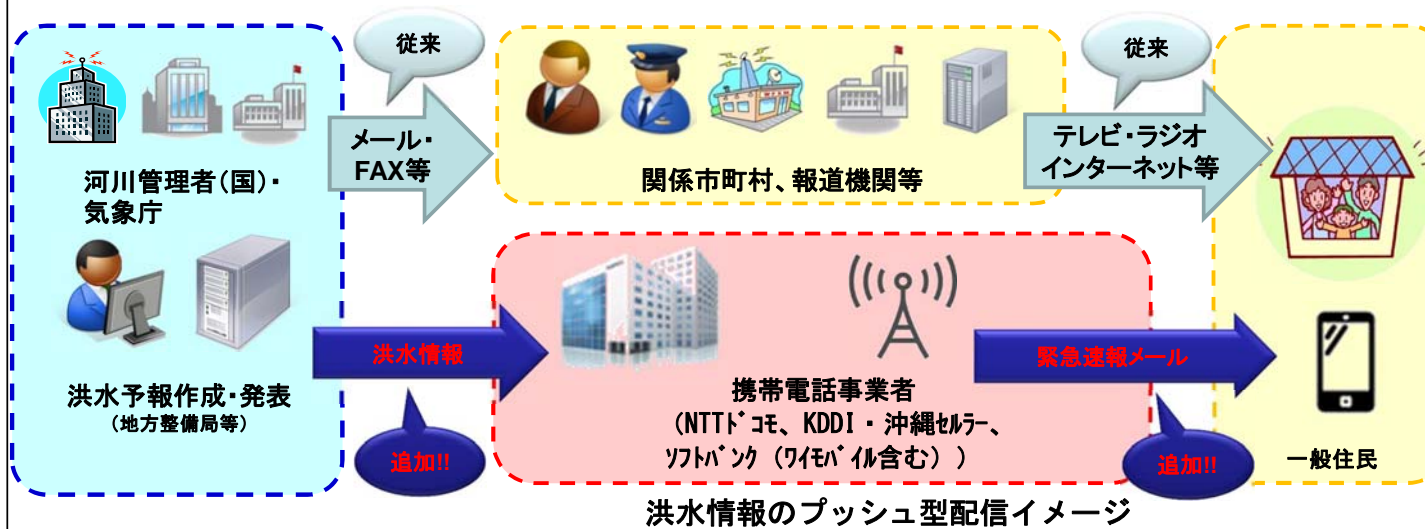 従来
従来
メール・
FAX等
テレビ・ラジオ
インターネット等
河川管理者(国)・
気象庁
関係市町村、報道機関等
洪水情報
緊急速報メール
洪水予報作成・発表
(地方整備局等)
携帯電話事業者
(NTTドコモ、KDDI・沖縄セルラー、
ソフトバンク(ワイモバイル含む))
追加!!
追加!!
一般住民
洪水情報のプッシュ型配信イメージ